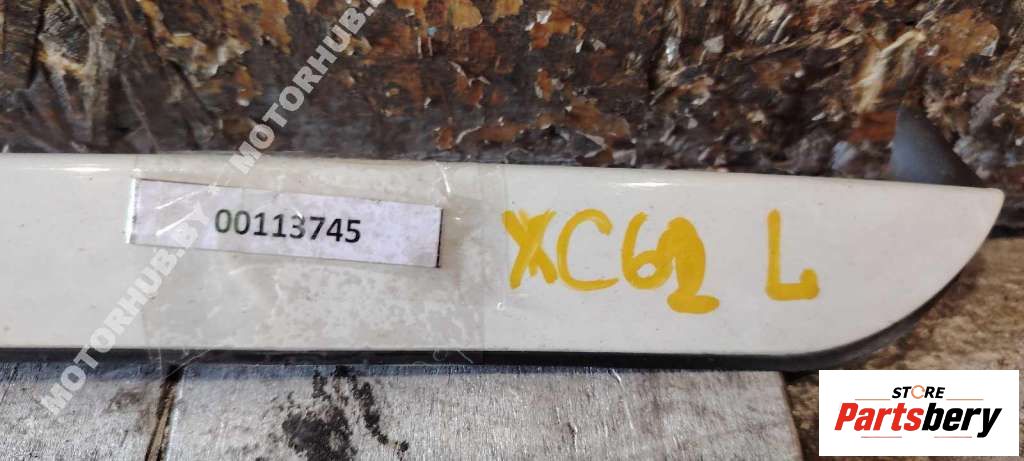 MOTORHUB.BY - MOTORHUB.BY
00113745
XC62 L
STORE
Partsbery